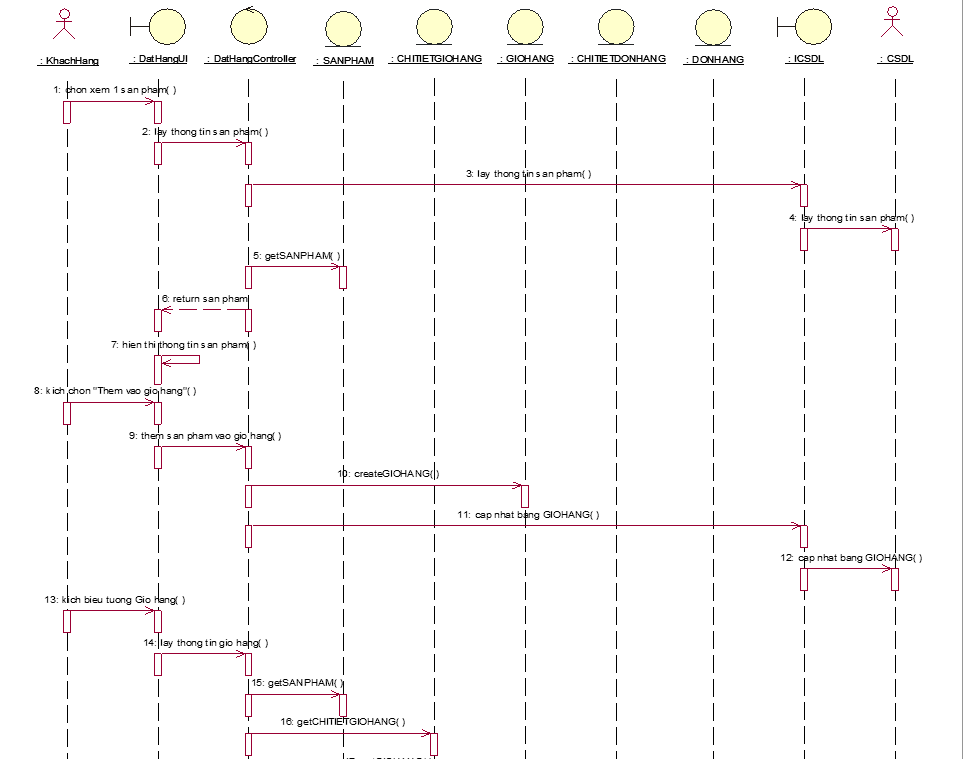 : KhachHang
: DatHangUI
: DatHangController
: SANPHAM
: CHITIETGIOHANG
: GIOHANG
: CHITIETDONHANG
: DONHANG
: ICSDL
: CSDL
1: chon xem 1 san pham( )
2: lay thong tin san pham( )
3: lay thong tin san pham( )
4: lay thong tin san pham( )
5: getSANPHAM( )
6: return san pham
7: hien thi thong tin san pham( )
8: kich chon "Them vao gio hang"( )
9: them san pham vao gio hang( )
10: createGIOHANG( )
11: cap nhat bang GIOHANG( )
12: cap nhat bang GIOHANG( )
13: kich bieu tuong Gio hang( )
14: lay thong tin gio hang( )
15: getSANPHAM( )
16: getCHITIETGIOHANG( )